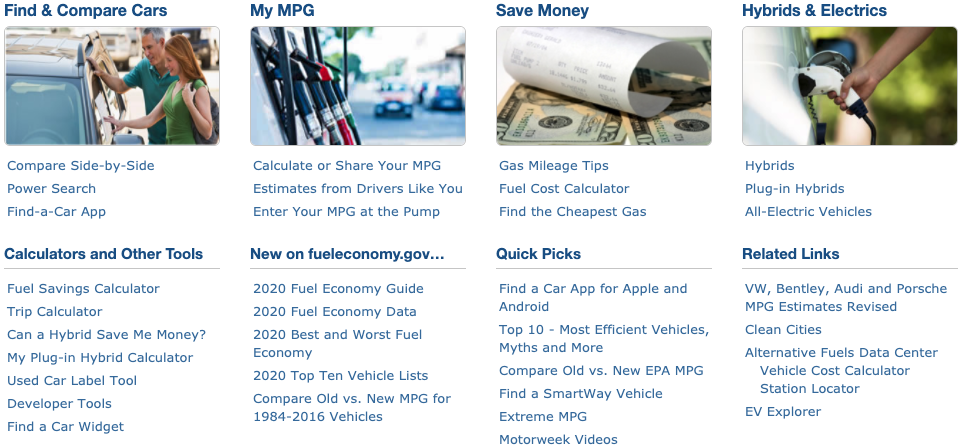 Find & Compare Cars
Compare Side-by-Side
Power Search
Find-a-Car App
My MPG
Calculate or Share Your MPG
Estimates from Drivers Like You
Enter Your MPG at the Pump
Save Money
Gas Mileage Tips
Fuel Cost Calculator
Find the Cheapest Gas
Hybrids & Electrics
Hybrids
Plug-in Hybrids
All-Electric Vehicles
Calculators and Other Tools
Fuel Savings Calculator
Trip Calculator
Can a Hybrid Save Me Money?
My Plug-in Hybrid Calculator
Used Car Label Tool
Developer Tools
Find a Car Widget
New on fueleconomy.gov…
2020 Fuel Economy Guide
2020 Fuel Economy Data
2020 Best and Worst Fuel
Economy
2020 Top Ten Vehicle Lists
Compare Old vs. New MPG for
1984-2016 Vehicles
Quick Picks
Find a Car App for Apple and
Android
Top 10 - Most Efficient Vehicles,
Myths and More
Compare Old vs. New EPA MPG
Find a SmartWay Vehicle
Extreme MPG
Motorweek Videos
Related Links
VW, Bentley, Audi and Porsche
MPG Estimates Revised
Clean Cities
Alternative Fuels Data Center
Vehicle Cost Calculator
Station Locator
EV Explorer